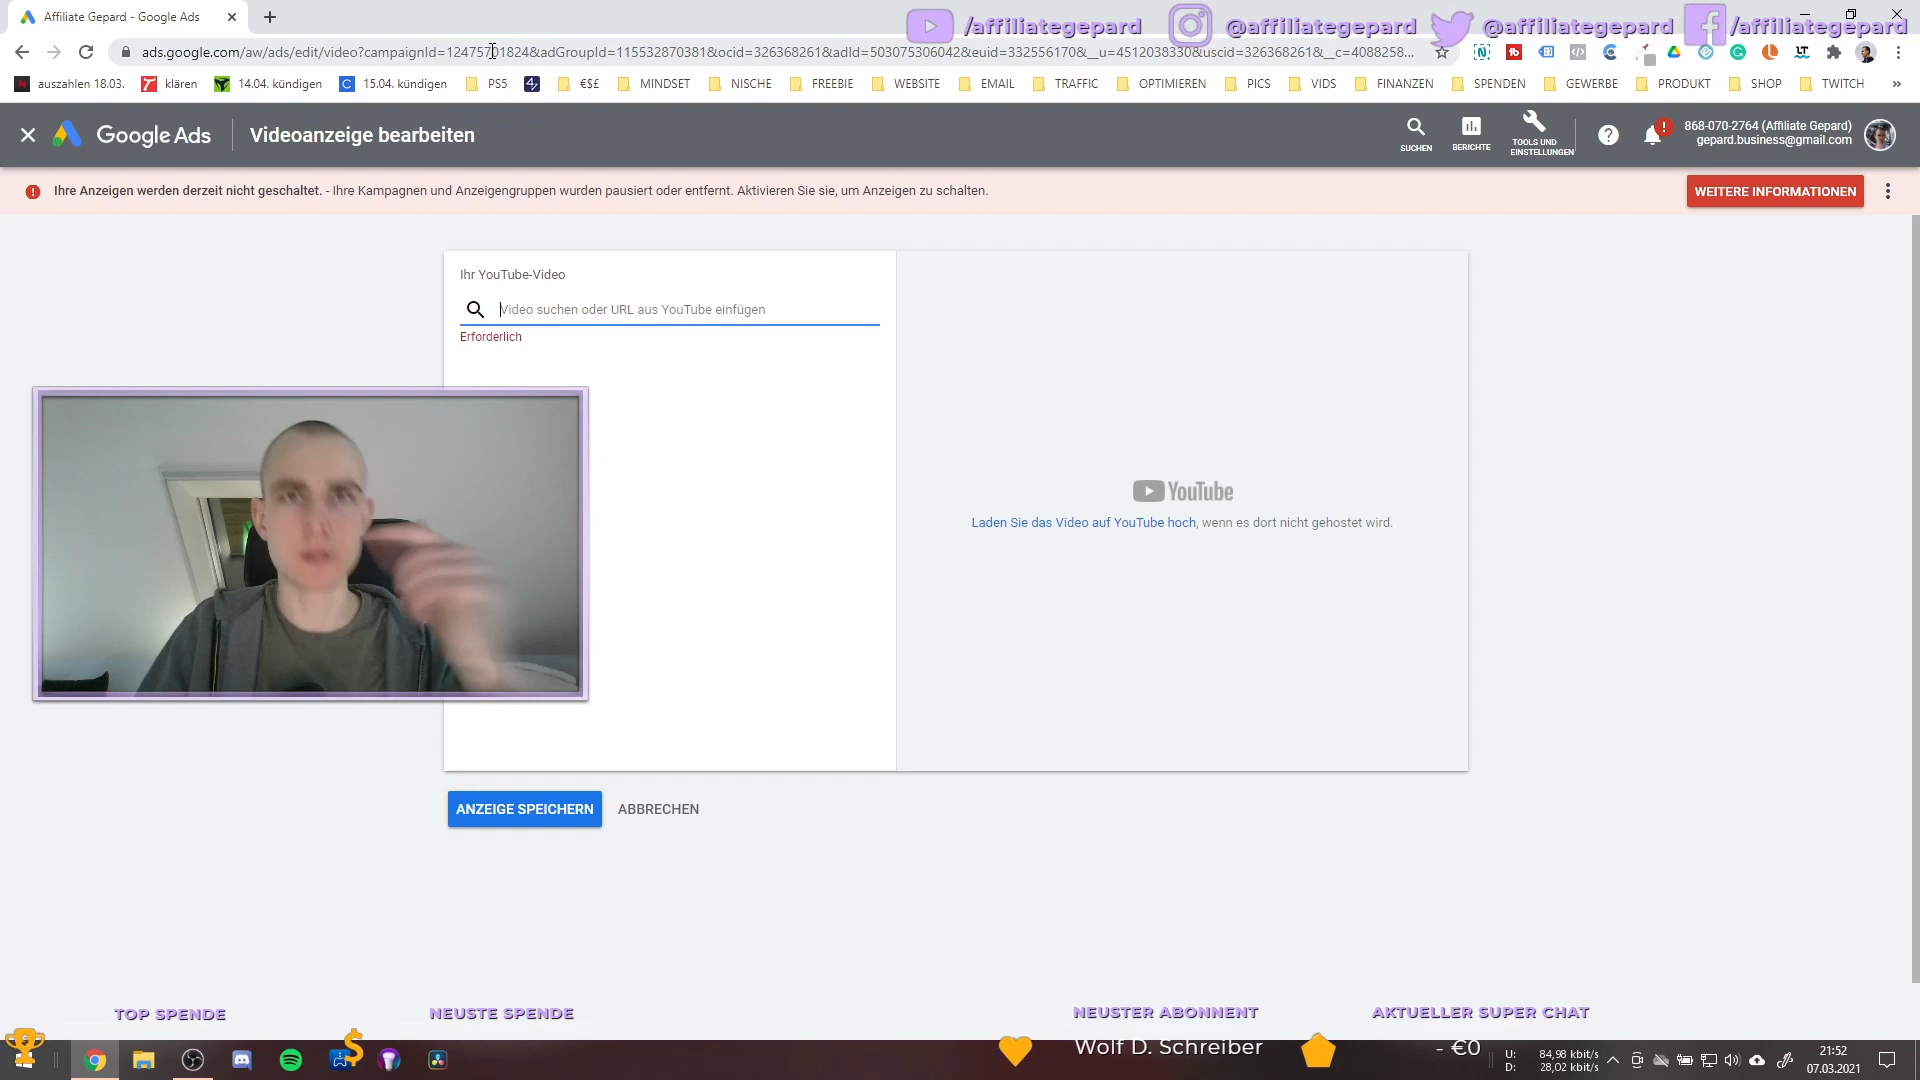 Affiliate Gepard - Google Ads
/affiliategepard
@affiliategepard
@affiliategepard
/affiliategepard
ads.google.com/aw/ads/edit/video?campaignId=12475701824&adGroupId=115532870381&ocid=326368261&adId=503075306042&euid=332556170&__u=4512038330&uscid=326368261&__c=4088258...
auszahlen 18.03.
klären
14.04. kündigen
15.04. kündigen
PS5
€$£
MINDSET
NISCHE
FREEBIE
WEBSITE
EMAIL
TRAFFIC
OPTIMIEREN
PICS
VIDS
FINANZEN
SPENDEN
GEWERBE
PRODUKT
SHOP
TWITCH
»
Google Ads
Videoanzeige bearbeiten
SUCHEN
BERICHTE
TOOLS UND
EINSTELLUNGEN
868-070-2764 (Affiliate Gepard)
gepard.business@gmail.com
Ihre Anzeigen werden derzeit nicht geschaltet. - Ihre Kampagnen und Anzeigengruppen wurden pausiert oder entfernt. Aktivieren Sie sie, um Anzeigen zu schalten.
WEITERE INFORMATIONEN
Ihr YouTube-Video
Video suchen oder URL aus YouTube einfügen
Erforderlich
YouTube
Laden Sie das Video auf YouTube hoch, wenn es dort nicht gehostet wird.
ANZEIGE SPEICHERN
ABBRECHEN
TOP SPENDE
NEUSTE SPENDE
NEUSTER ABONNENT
AKTUELLER SUPER CHAT
Wolf D. Schreiber
- €0
U: 84,98 kbit/s
D: 28,02 kbit/s
21:52
07.03.2021